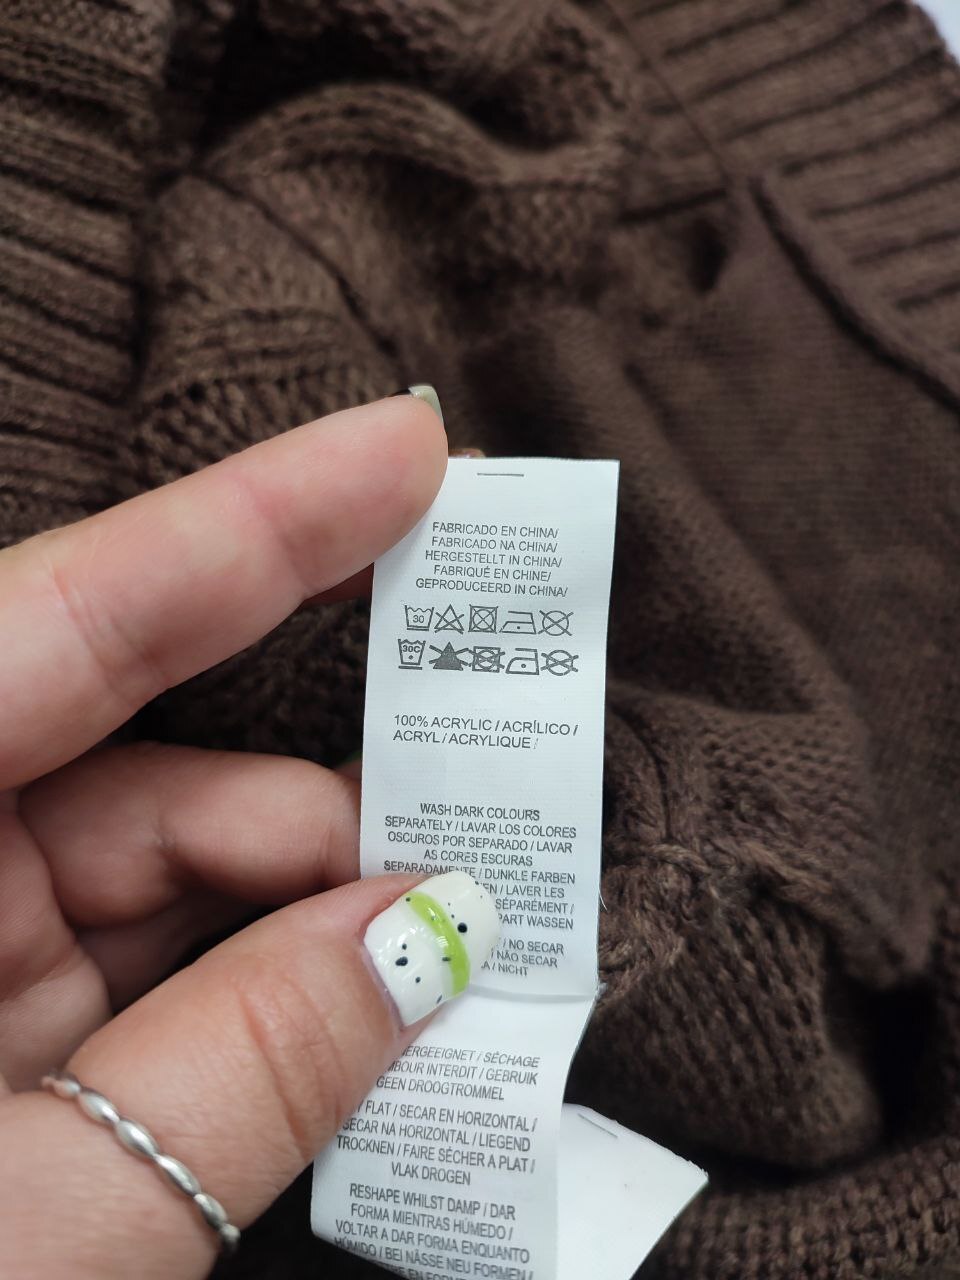 FABRICADO EN CHINA/
FABRICADO NA CHINA/
HERGESTELLT IN CHINA/
FABRIQUÉ EN CHINE/
GEPRODUCEERD IN CHINA/
30
30C
100% ACRYLIC / ACRÍLICO /
ACRYL / ACRYLIQUE /
WASH DARK COLOURS
SEPARATELY / LAVAR LOS COLORES
OSCUROS POR SEPARADO / LAVAR
AS CORES ESCURAS
SEPARADAMENTE / DUNKLE FARBEN
/ LAVER LES
SÉPARÉMENT /
PART WASSEN
/ NO SECAR
/ NÃO SECAR
/ NICHT
/ SÉCHAGE
INTERDIT / GEBRUIK
GEEN DROOGTROMMEL
FLAT / SECAR EN HORIZONTAL /
SECAR NA HORIZONTAL / LIEGEND
TROCKNEN / FAIRE SÉCHER A PLAT /
VLAK DROGEN
RESHAPE WHILST DAMP / DAR
FORMA MIENTRAS HÚMEDO /
VOLTAR A DAR FORMA ENQUANTO
HÚMIDO / BEI NÄSSE NEU FORMEN /
EN